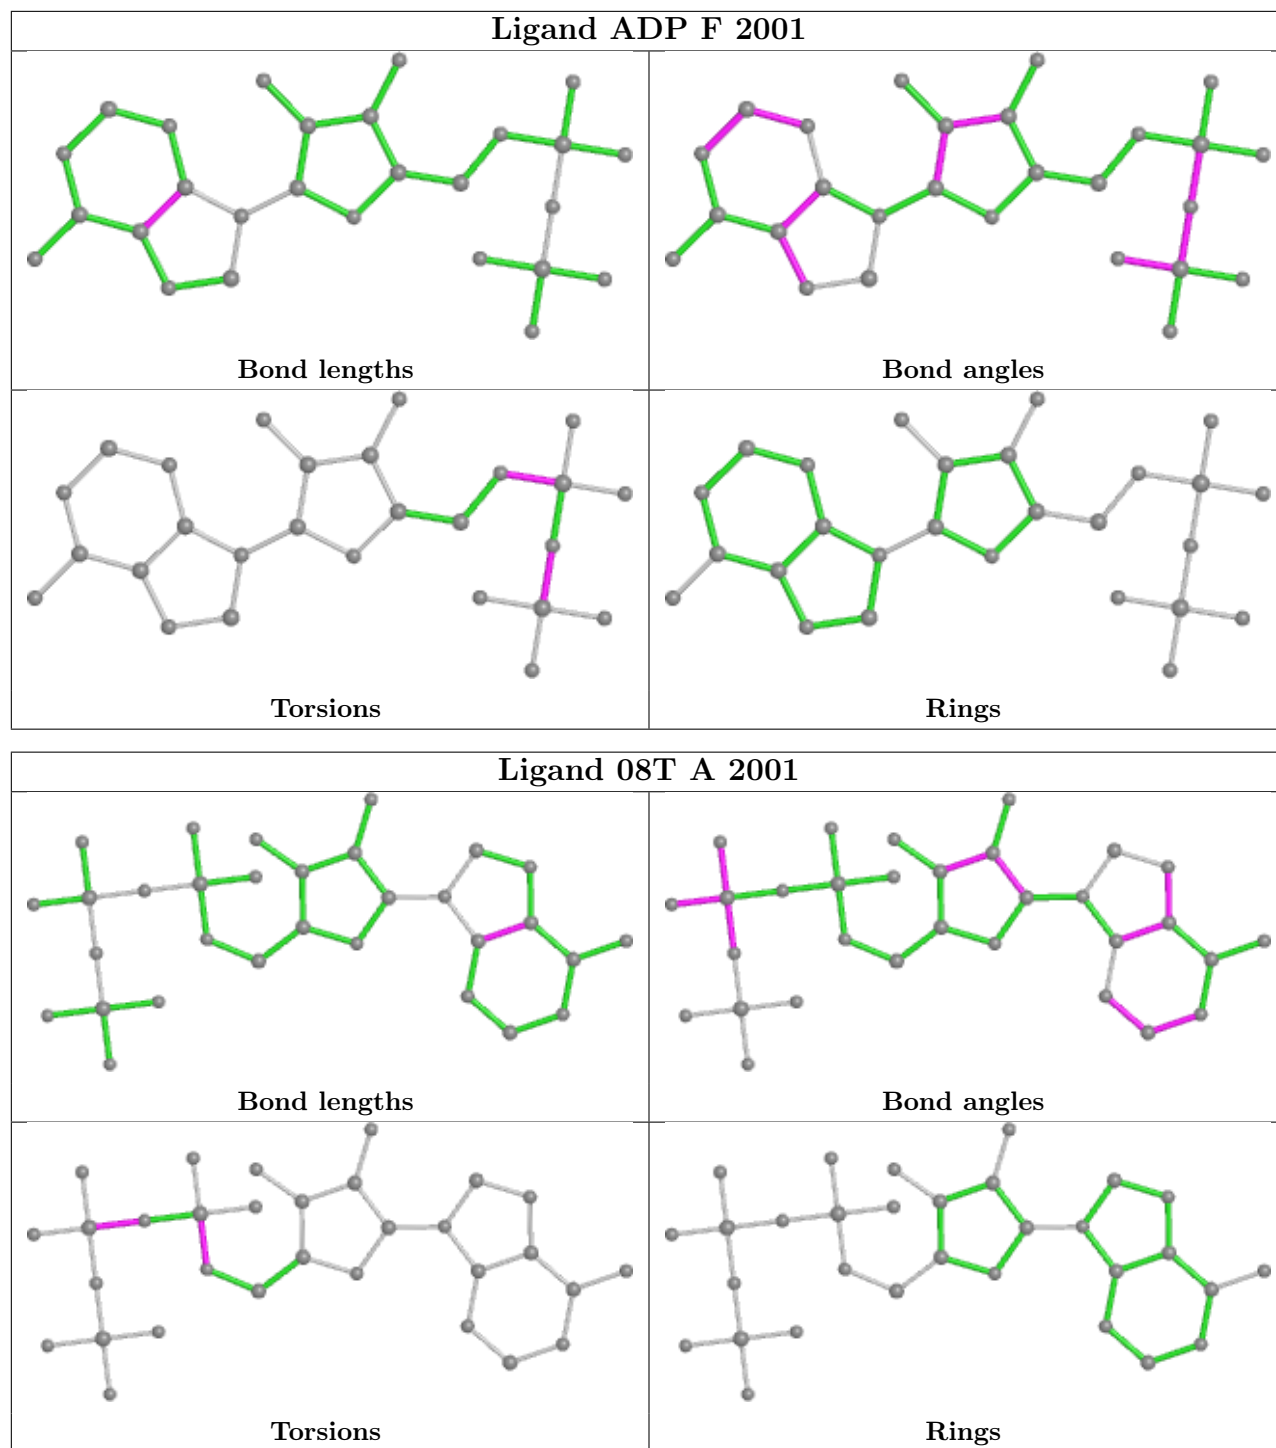 Ligand ADP F 2001
Bond lengths
Bond angles
Torsions
Rings
Ligand 08T A 2001
Bond lengths
Bond angles
Torsions
Rings